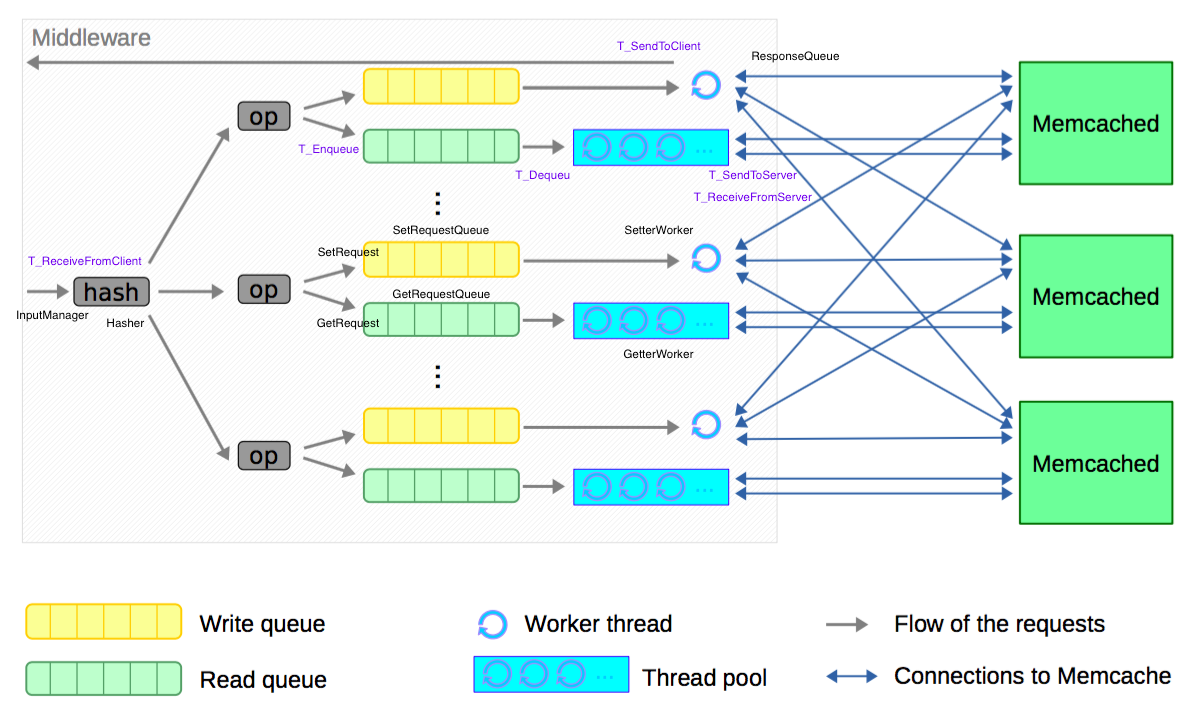 Middleware
T_SendToClient
ResponseQueue
op
Memcached
T_Enqueue
T_Dequeu
...
T_SendToServer
T_ReceiveFromServer
SetRequestQueue
SetterWorker
T_ReceiveFromClient
SetRequest
hash
op
GetRequestQueue
Memcached
InputManager
Hasher
GetRequest
...
GetterWorker
op
Memcached
...
Write queue
Worker thread
Flow of the requests
Read queue
...
Thread pool
Connections to Memcache